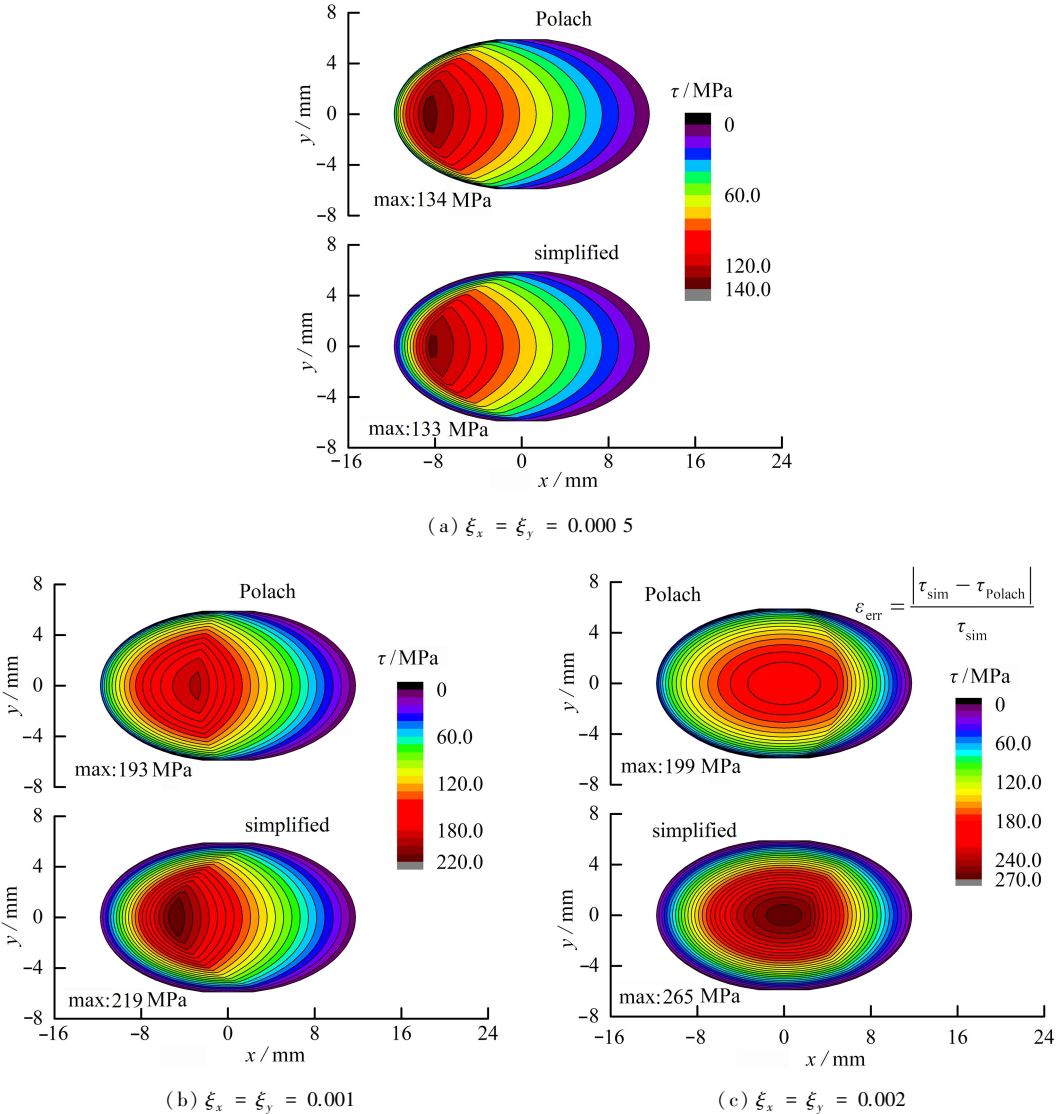 8
4
0
−4
−8
y / mm
Polach
max:134 MPa
8
4
0
−4
−8
y / mm
simplified
max:133 MPa
−16 −8 0 8 16 24
x / mm
τ / MPa
0
60.0
120.0
140.0
(a) ξx = ξy = 0.000 5
8
4
0
−4
−8
y / mm
Polach
max:193 MPa
8
4
0
−4
−8
y / mm
simplified
max:219 MPa
−16 −8 0 8 16 24
x / mm
τ / MPa
0
60.0
120.0
180.0
220.0
(b) ξx = ξy = 0.001
8
4
0
−4
−8
y / mm
Polach
εerr = |τsim − τPolach| / τsim
max:199 MPa
8
4
0
−4
−8
y / mm
simplified
max:265 MPa
−16 −8 0 8 16 24
x / mm
τ / MPa
0
60.0
120.0
180.0
240.0
270.0
(c) ξx = ξy = 0.002